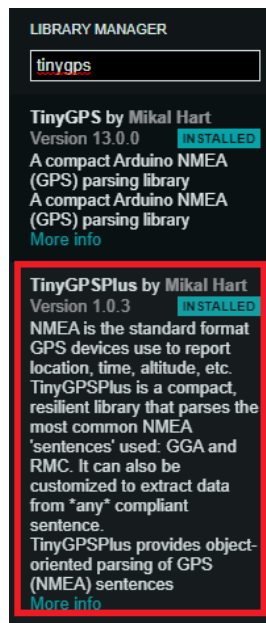 LIBRARY MANAGER
tinygps
TinyGPS by Mikal Hart
Version 13.0.0 INSTALLED
A compact Arduino NMEA
(GPS) parsing library
A compact Arduino NMEA
(GPS) parsing library
More info
TinyGPSPlus by Mikal Hart
Version 1.0.3 INSTALLED
NMEA is the standard format
GPS devices use to report
location, time, altitude, etc.
TinyGPSPlus is a compact,
resilient library that parses the
most common NMEA
'sentences' used: GGA and
RMC. It can also be
customized to extract data
from *any* compliant
sentence.
TinyGPSPlus provides object-
oriented parsing of GPS
(NMEA) sentences
More info